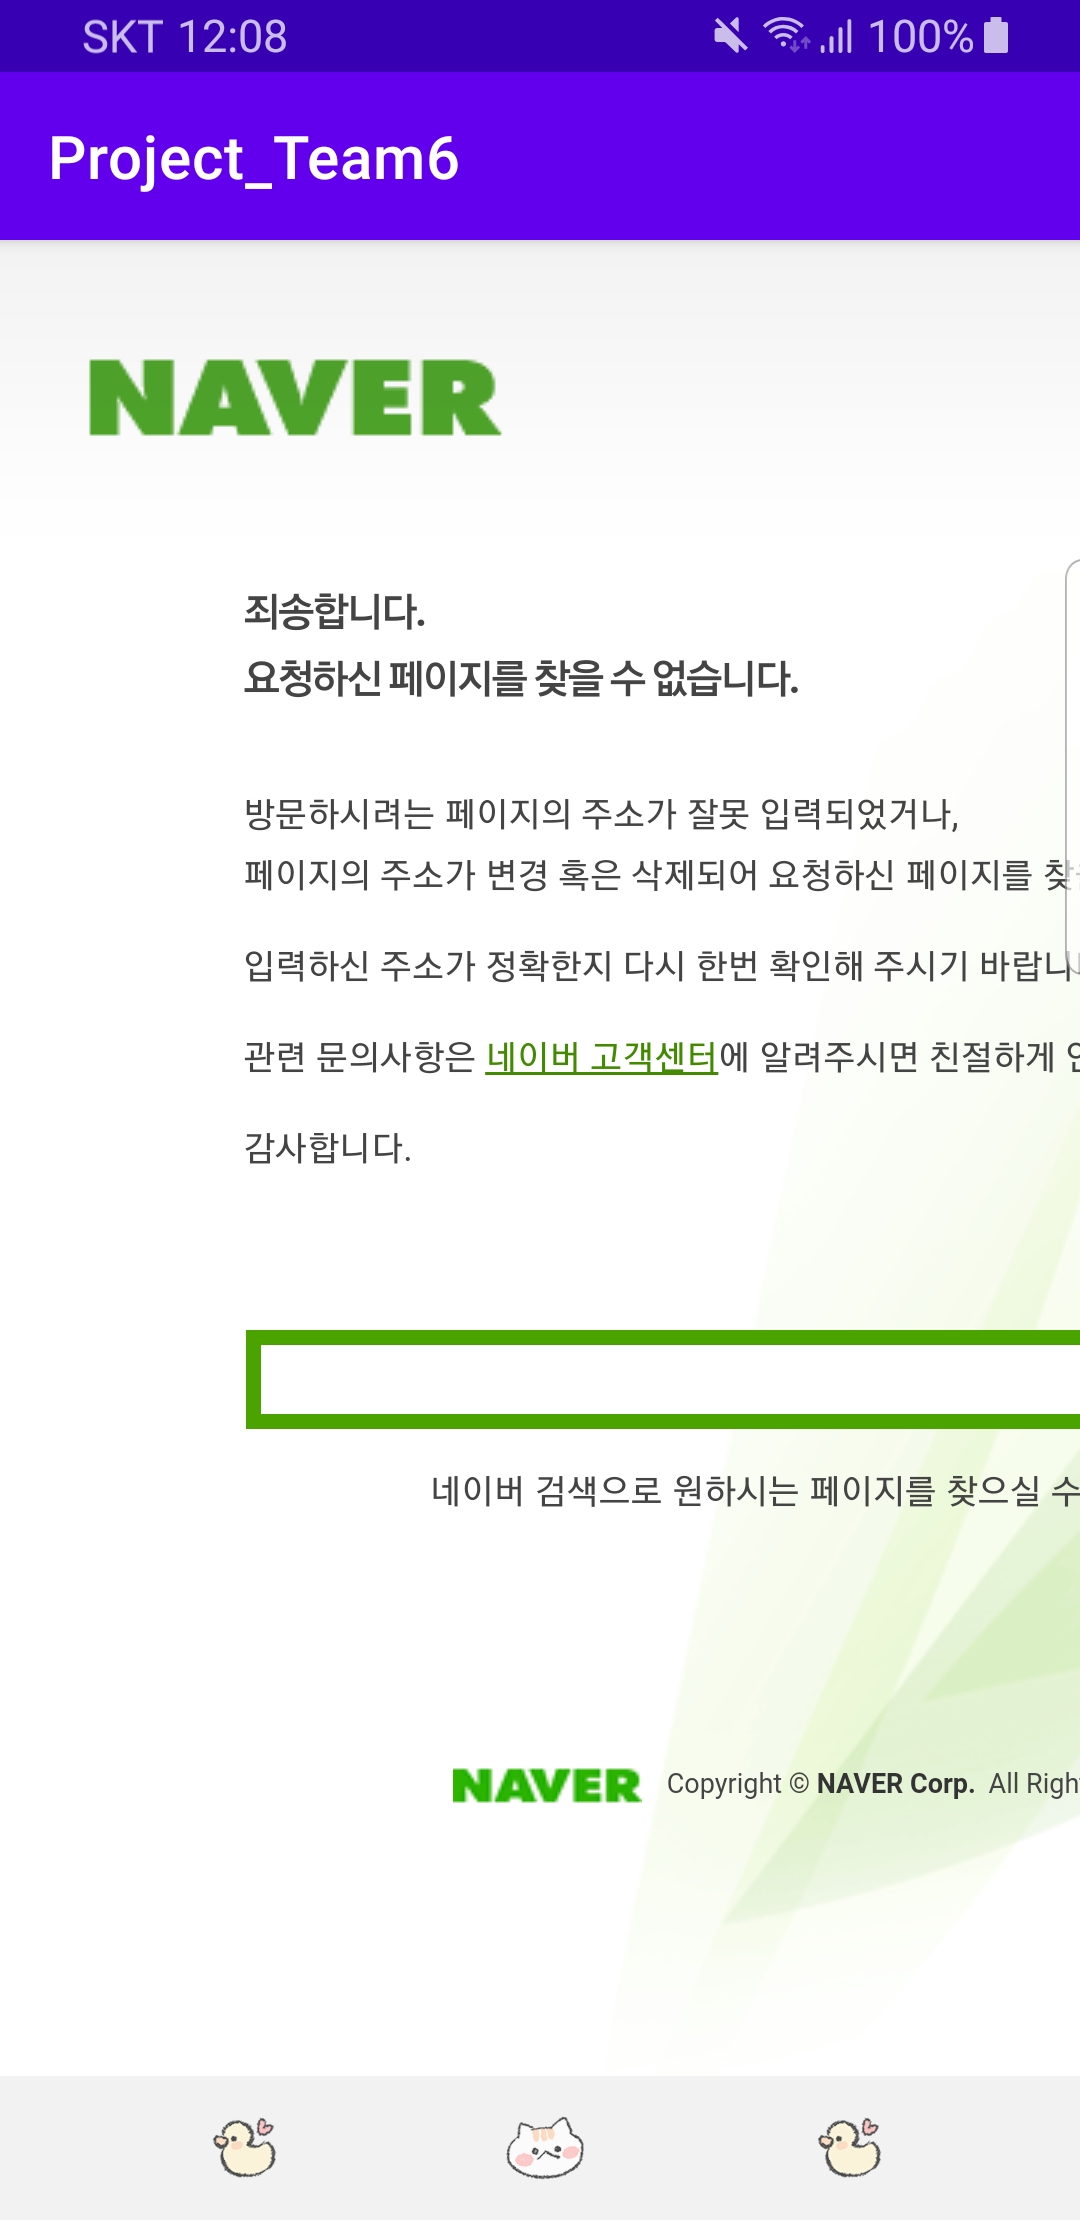 SKT 12:08 100%
Project_Team6
NAVER
죄송합니다.
요청하신 페이지를 찾을 수 없습니다.
방문하시려는 페이지의 주소가 잘못 입력되었거나,
페이지의 주소가 변경 혹은 삭제되어 요청하신 페이지를
입력하신 주소가 정확한지 다시 한번 확인해 주시기 바랍니
관련 문의사항은 네이버 고객센터에 알려주시면 친절하게
감사합니다.
네이버 검색으로 원하시는 페이지를 찾으실 수
NAVER Copyright © NAVER Corp. All Righ